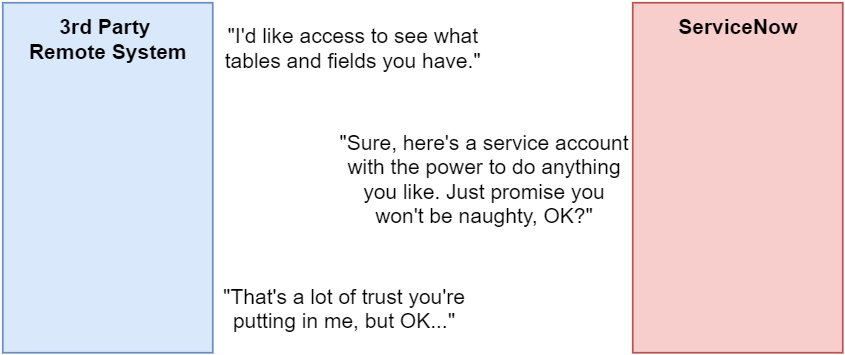 3rd Party
Remote System
"I'd like access to see what
tables and fields you have."
ServiceNow
"Sure, here's a service account
with the power to do anything
you like. Just promise you
won't be naughty, OK?"
"That's a lot of trust you're
putting in me, but OK..."